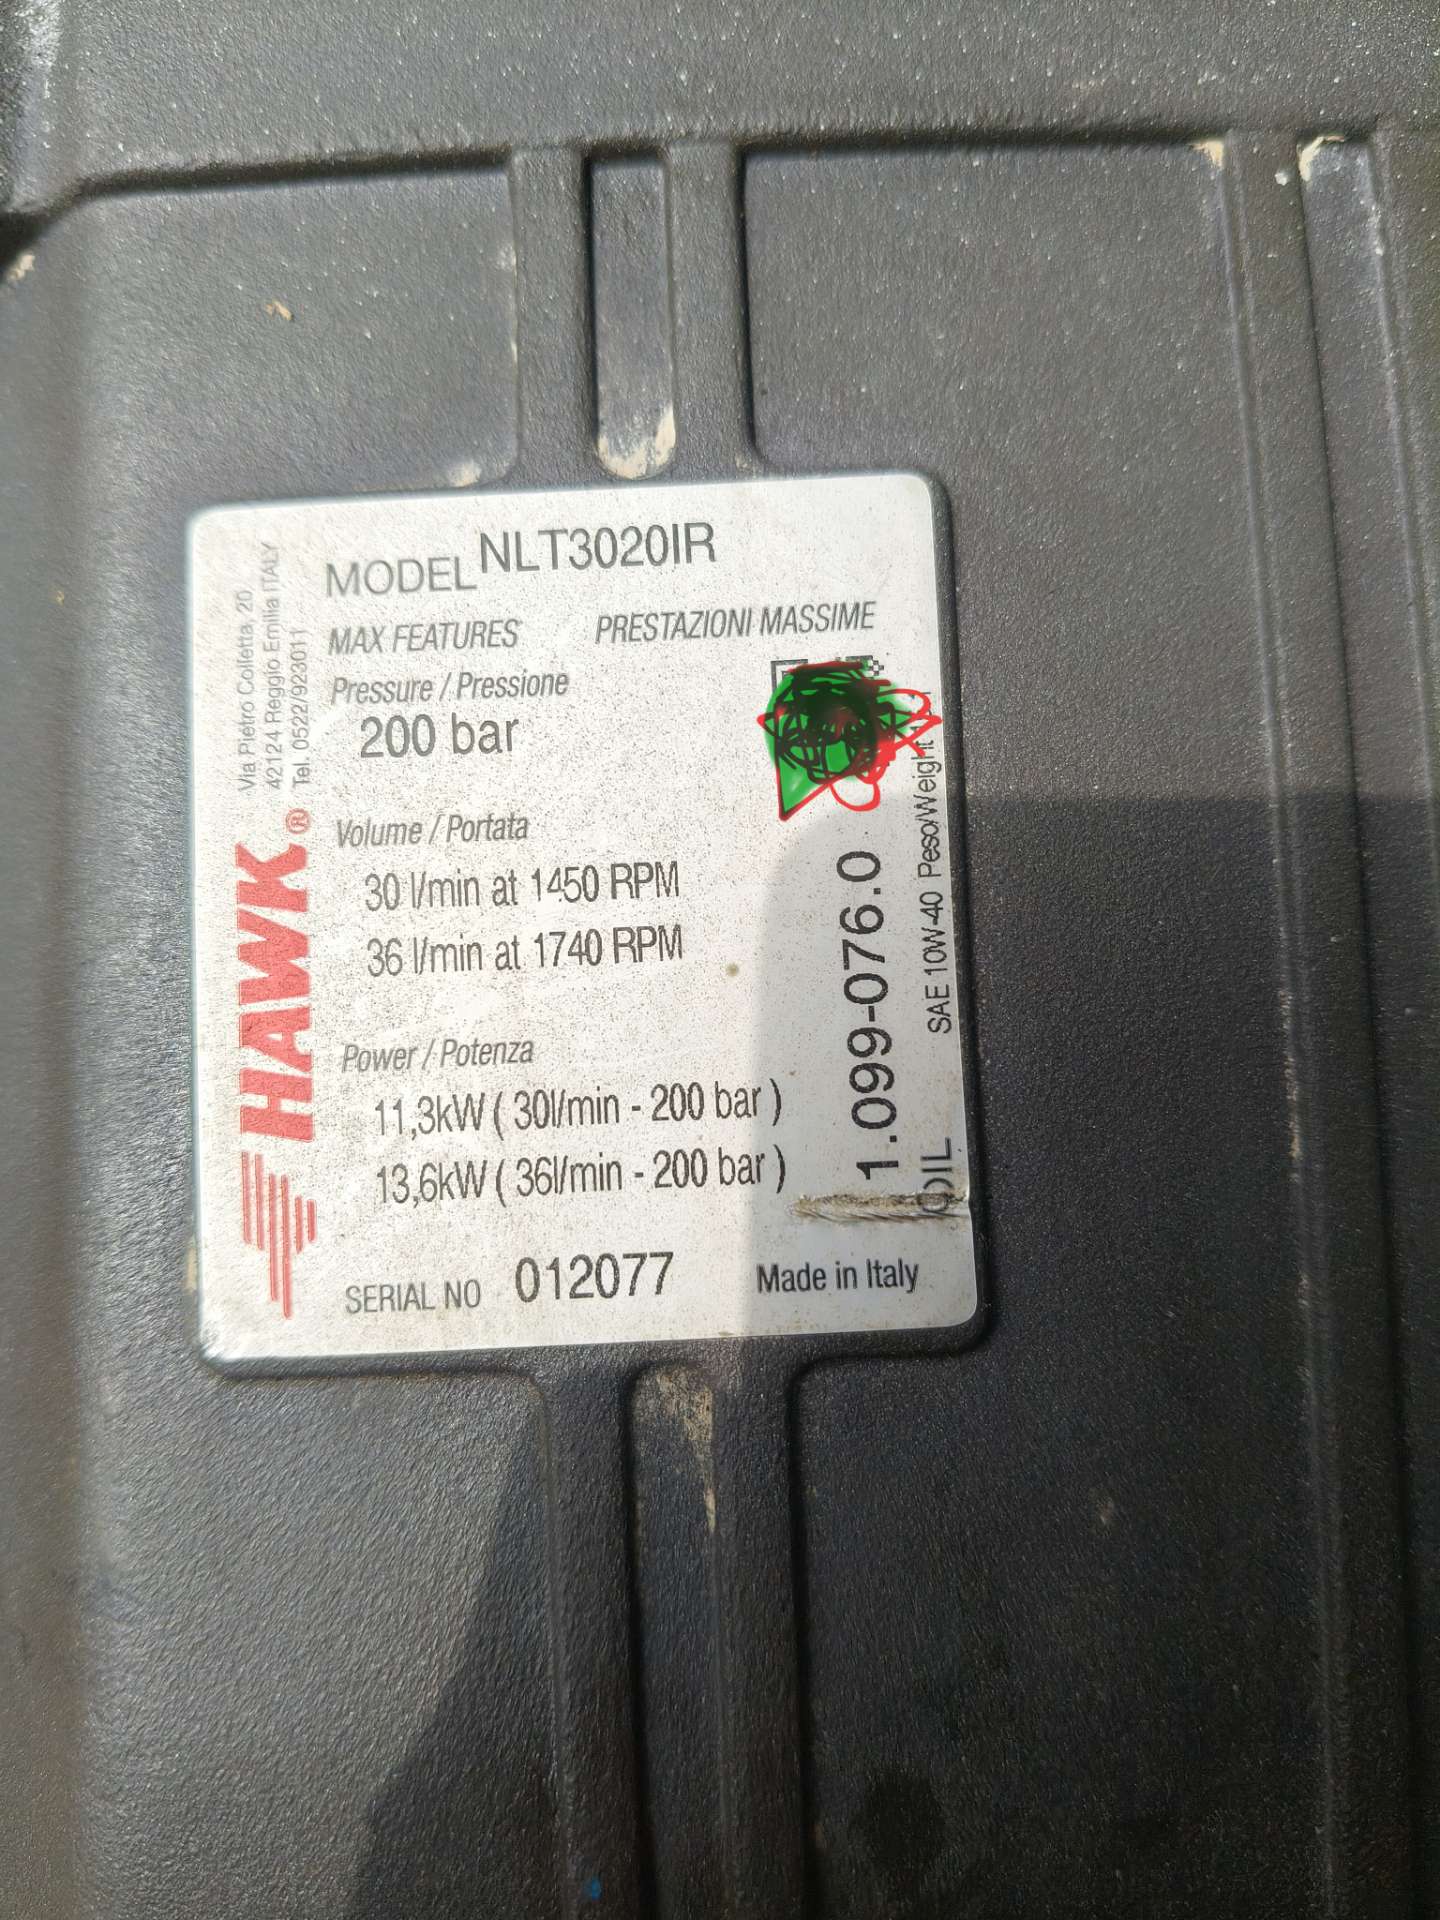 MODEL NLT3020IR
MAX FEATURES PRESTAZIONI MASSIME
Pressure / Pressione
200 bar
Volume / Portata
30 l/min at 1450 RPM
36 l/min at 1740 RPM
Power / Potenza
11,3kW ( 30l/min - 200 bar )
13,6kW ( 36l/min - 200 bar )
SERIAL NO 012077
Made in Italy
HAWK®
Via Pietro Colletta, 20
42124 Reggio Emilia ITALY
Tel. 0522/923011
1.099-076.0
OIL SAE 10W-40 Peso/Weight